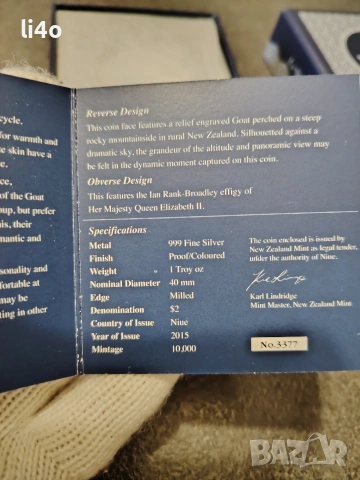 li4o
cycle.
for warmth and
e skin have a
ce,
of the Goat
oup, but prefer
his, their
mantic and
sonality and
fortable at
may be
ting in other
Reverse Design
This coin face features a relief engraved Goat perched on a steep
rocky mountainside in rural New Zealand. Silhouetted against a
dramatic sky, the grandeur of the altitude and panoramic view may
be felt in the dynamic moment captured on this coin.
Obverse Design
This features the Ian Rank-Broadley effigy of
Her Majesty Queen Elizabeth II.
Specifications
Metal 999 Fine Silver
Finish Proof/Coloured
Weight 1 Troy oz
Nominal Diameter 40 mm
Edge Milled
Denomination $2
Country of Issue Niue
Year of Issue 2015
Mintage 10,000
The coin enclosed is issued by
New Zealand Mint as legal tender,
under the authority of Niue.
Karl Lindridge
Mint Master, New Zealand Mint
No.3377
BAZAR